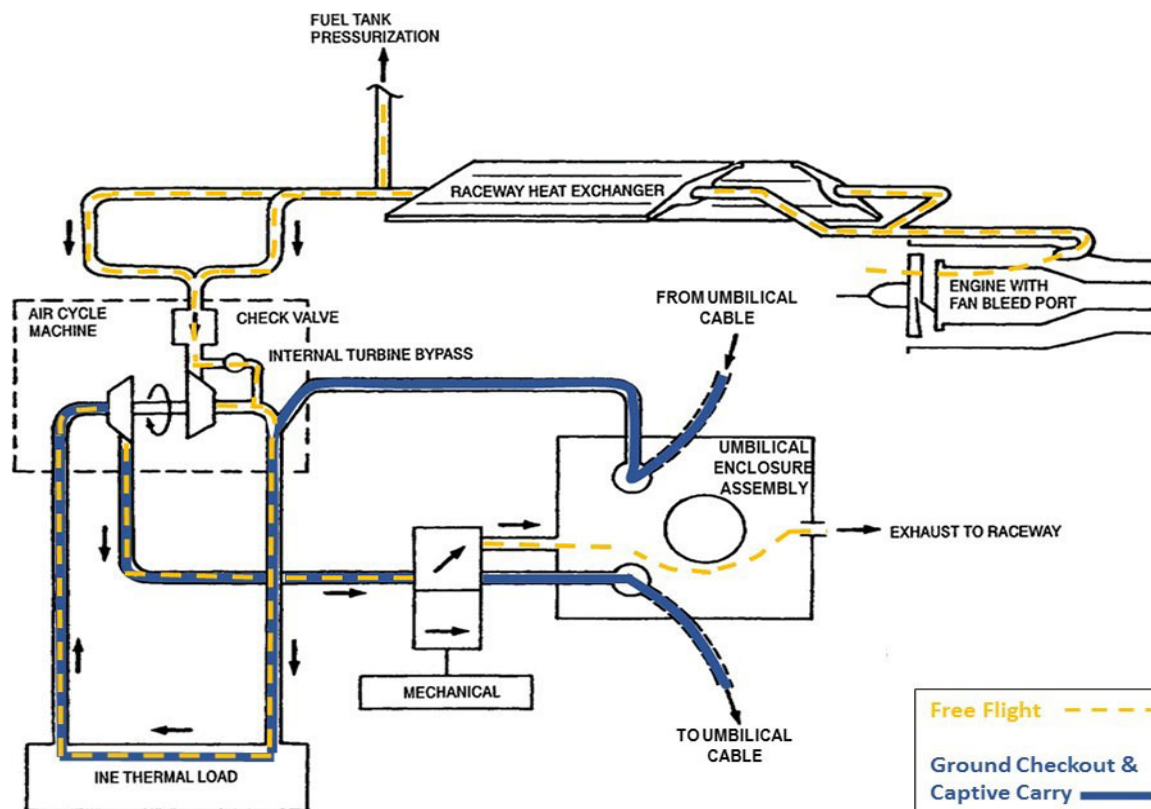 FUEL TANK
PRESSURIZATION
RACEWAY HEAT EXCHANGER
ENGINE WITH
FAN BLEED PORT
FROM UMBILICAL
CABLE
AIR CYCLE
MACHINE
CHECK VALVE
INTERNAL TURBINE BYPASS
UMBILICAL
ENCLOSURE
ASSEMBLY
EXHAUST TO RACEWAY
MECHANICAL
TO UMBILICAL
CABLE
INE THERMAL LOAD
Free Flight
Ground Checkout &
Captive Carry